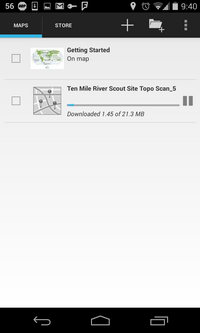 56
9:40
MAPS STORE
Getting Started
On map
Ten Mile River Scout Site Topo Scan_5
Downloaded 1.45 of 21.3 MB